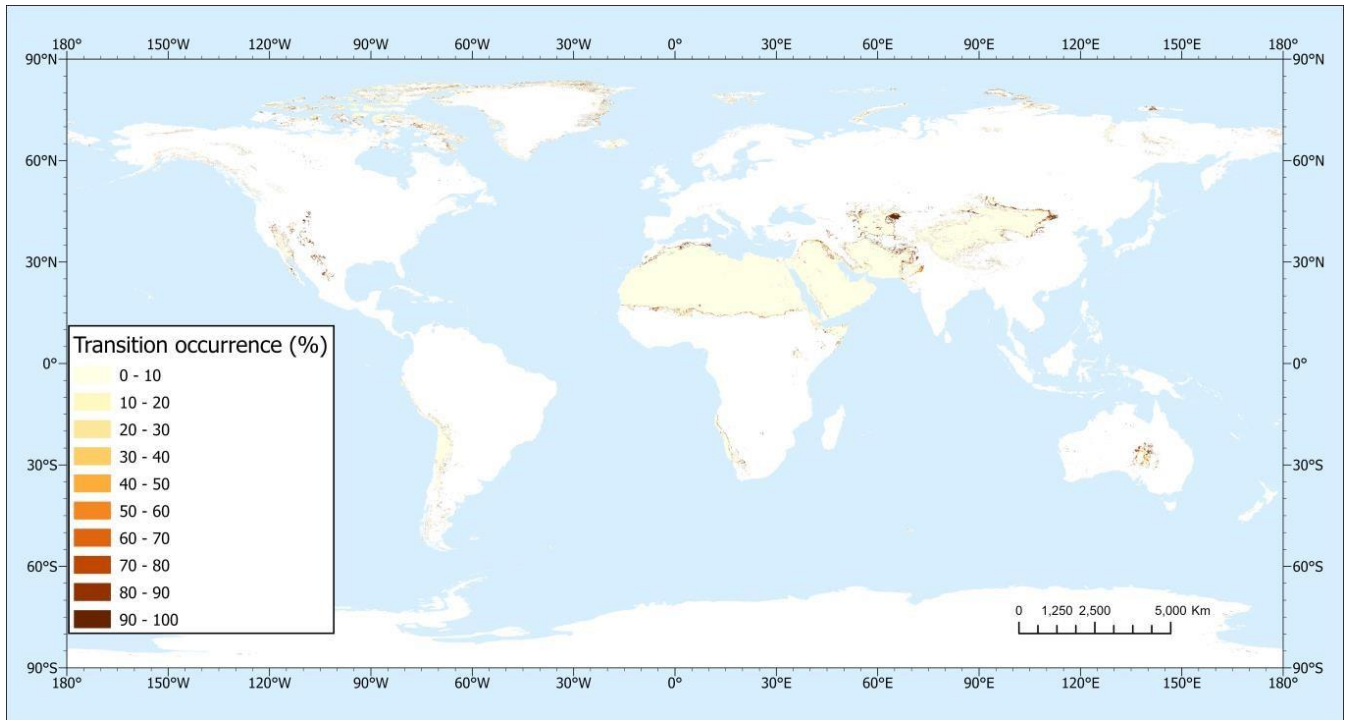 180° 150°W 120°W 90°W 60°W 30°W 0° 30°E 60°E 90°E 120°E 150°E 180°
90°N 90°N
60°N 60°N
30°N 30°N
Transition occurrence (%)
0 - 10
0° 0°
10 - 20
20 - 30
30 - 40
30°S 30°S
40 - 50
50 - 60
60 - 70
70 - 80
60°S 60°S
80 - 90
0 1,250 2,500 5,000 Km
90 - 100
90°S 90°S
180° 150°W 120°W 90°W 60°W 30°W 0° 30°E 60°E 90°E 120°E 150°E 180°